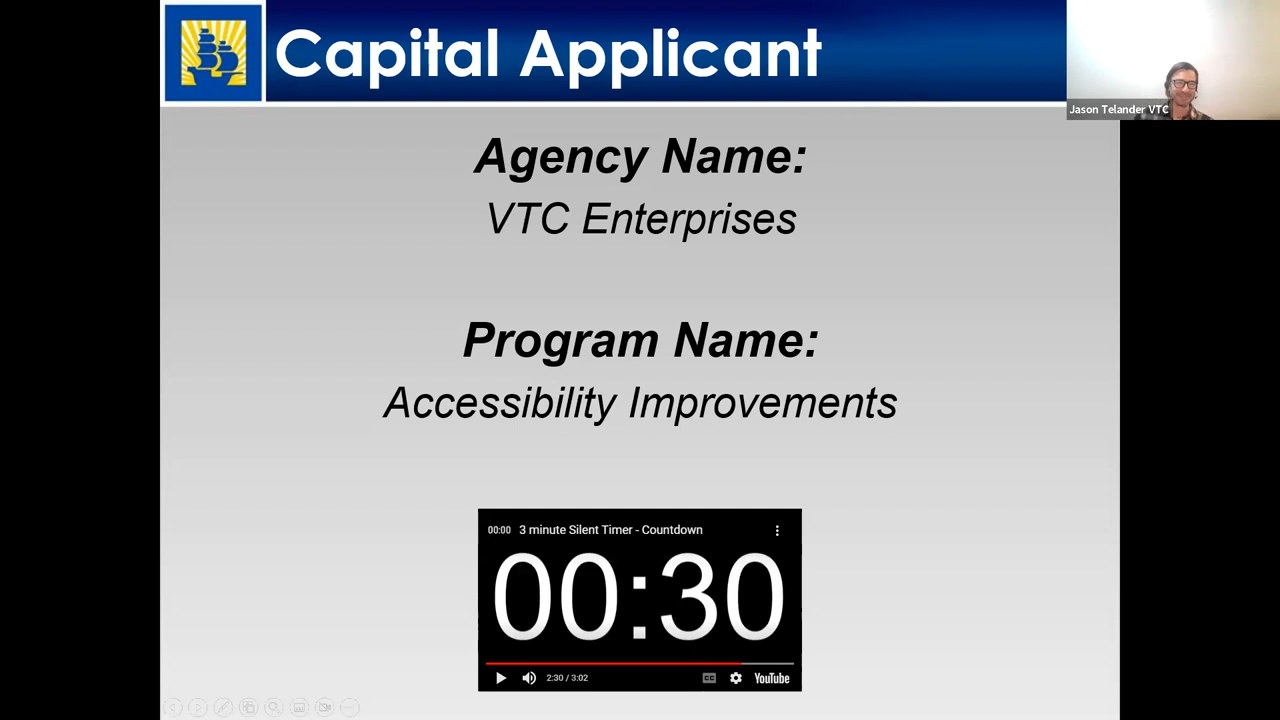 Capital Applicant
Jason Telander VTC
Agency Name:
VTC Enterprises
Program Name:
Accessibility Improvements
00:00 3 minute Silent Timer - Countdown
00:30
2:30 / 3:02 CC YouTube